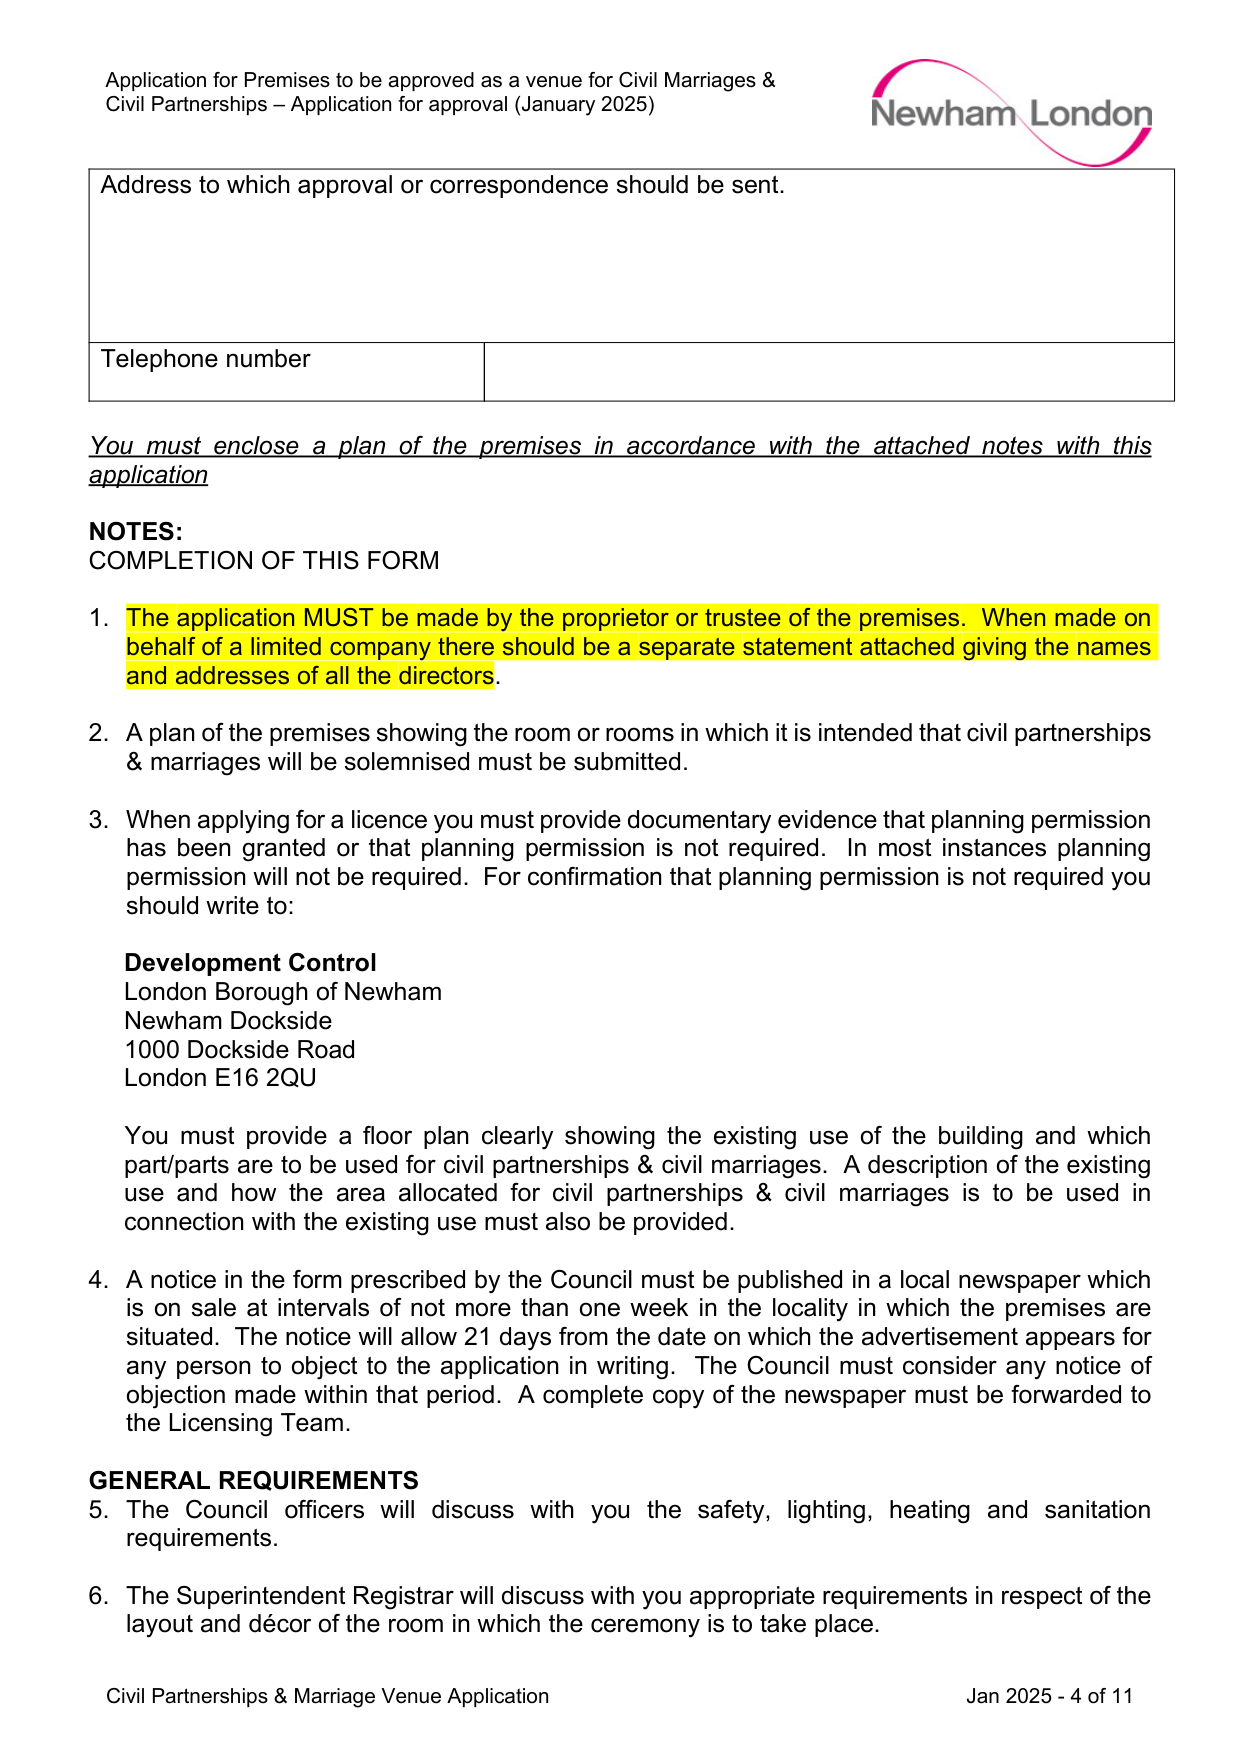 Application for Premises to be approved as a venue for Civil Marriages &
Civil Partnerships – Application for approval (January 2025)
Newham London
Address to which approval or correspondence should be sent.
Telephone number
You must enclose a plan of the premises in accordance with the attached notes with this
application
NOTES:
COMPLETION OF THIS FORM
1. The application MUST be made by the proprietor or trustee of the premises. When made on
behalf of a limited company there should be a separate statement attached giving the names
and addresses of all the directors.
2. A plan of the premises showing the room or rooms in which it is intended that civil partnerships
& marriages will be solemnised must be submitted.
3. When applying for a licence you must provide documentary evidence that planning permission
has been granted or that planning permission is not required. In most instances planning
permission will not be required. For confirmation that planning permission is not required you
should write to:
Development Control
London Borough of Newham
Newham Dockside
1000 Dockside Road
London E16 2QU
You must provide a floor plan clearly showing the existing use of the building and which
part/parts are to be used for civil partnerships & civil marriages. A description of the existing
use and how the area allocated for civil partnerships & civil marriages is to be used in
connection with the existing use must also be provided.
4. A notice in the form prescribed by the Council must be published in a local newspaper which
is on sale at intervals of not more than one week in the locality in which the premises are
situated. The notice will allow 21 days from the date on which the advertisement appears for
any person to object to the application in writing. The Council must consider any notice of
objection made within that period. A complete copy of the newspaper must be forwarded to
the Licensing Team.
GENERAL REQUIREMENTS
5. The Council officers will discuss with you the safety, lighting, heating and sanitation
requirements.
6. The Superintendent Registrar will discuss with you appropriate requirements in respect of the
layout and décor of the room in which the ceremony is to take place.
Civil Partnerships & Marriage Venue Application
Jan 2025 - 4 of 11